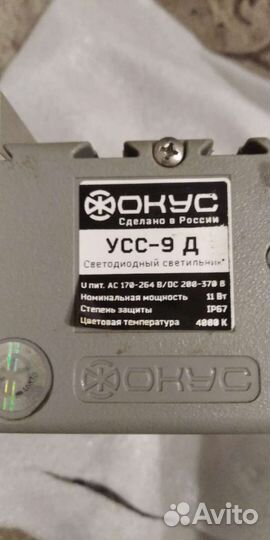 ФОКУС
Сделано в России
УСС-9 Д
Светодиодный светильник
U пит. AC 170-264 В/DC 200-370 В
Номинальная мощность 11 Вт
Степень защиты IP67
Цветовая температура 4000 К
ФОКУС
Avito